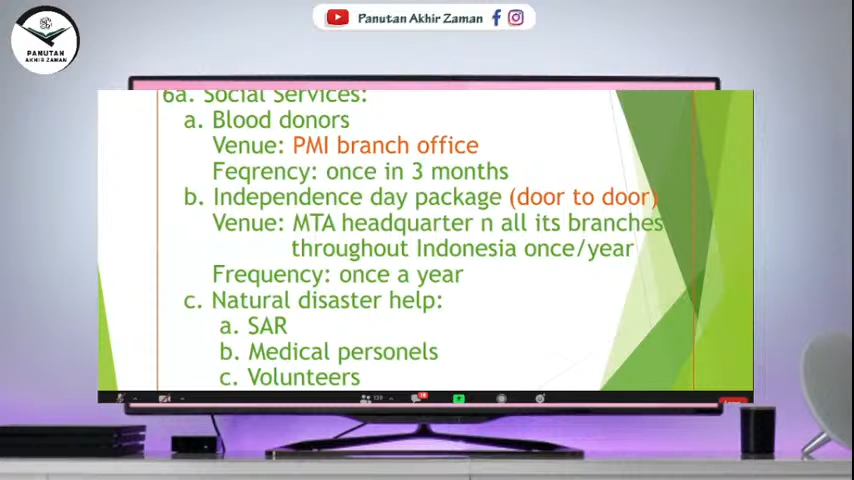 PANUTAN
AKHIR ZAMAN
Panutan Akhir Zaman
6a. Social Services:
a. Blood donors
Venue: PMI branch office
Feqrency: once in 3 months
b. Independence day package (door to door)
Venue: MTA headquarter n all its branches
throughout Indonesia once/year
Frequency: once a year
c. Natural disaster help:
a. SAR
b. Medical personels
c. Volunteers